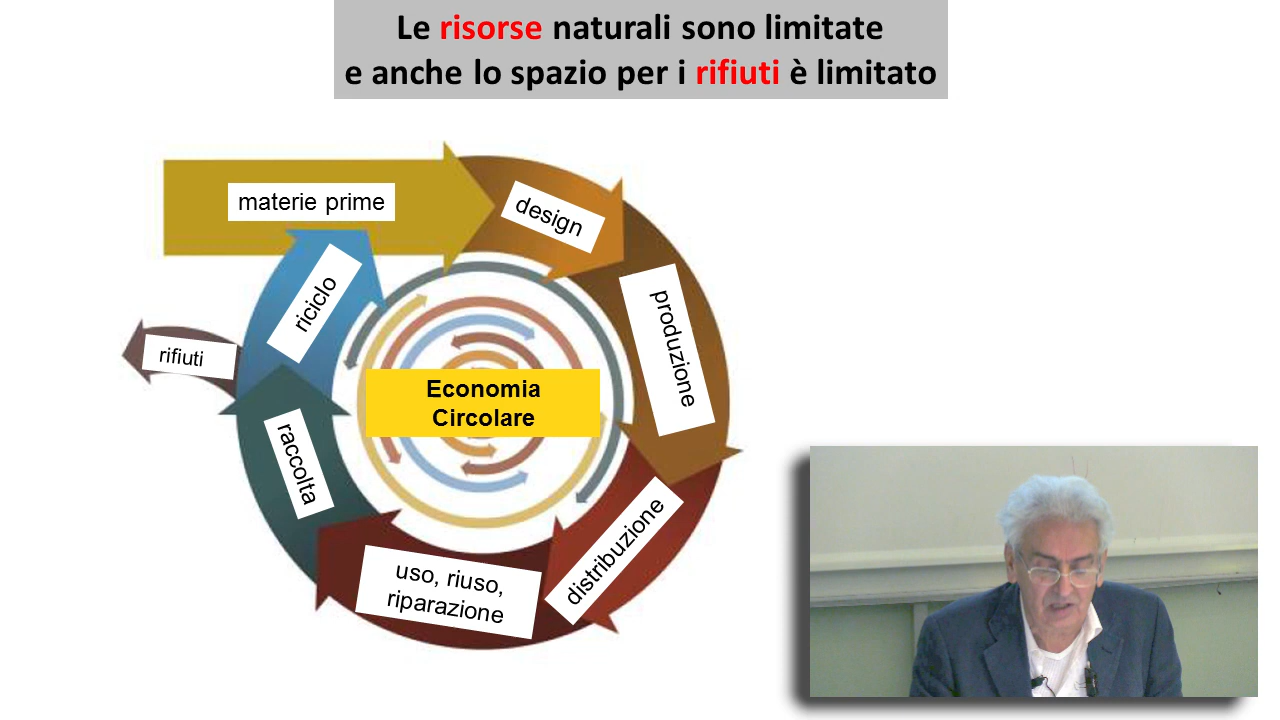 Le risorse naturali sono limitate
e anche lo spazio per i rifiuti è limitato
materie prime
design
produzione
distribuzione
uso, riuso,
riparazione
raccolta
riciclo
rifiuti
Economia
Circolare